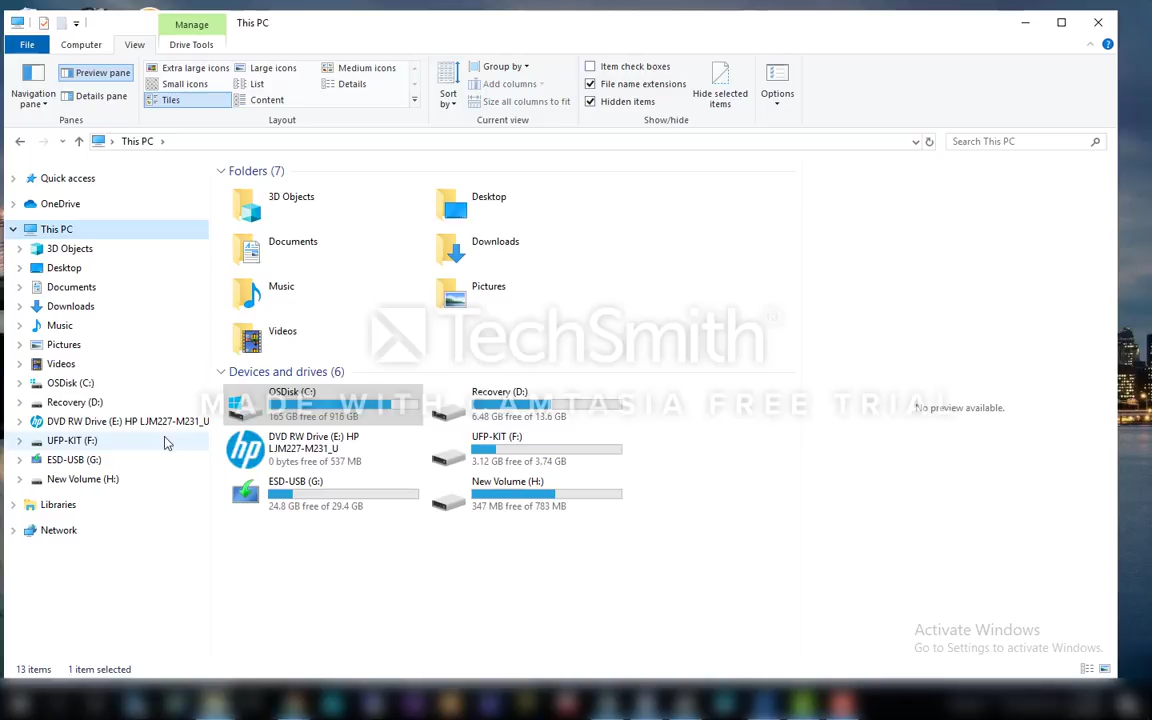 Manage
This PC
File
Computer
View
Drive Tools
Navigation pane
Preview pane
Details pane
Panes
Extra large icons
Large icons
Medium icons
Small icons
List
Details
Tiles
Content
Layout
Sort by
Group by
Add columns
Size all columns to fit
Current view
Item check boxes
File name extensions
Hidden items
Hide selected items
Show/hide
Options
This PC
Search This PC
Quick access
OneDrive
This PC
3D Objects
Desktop
Documents
Downloads
Music
Pictures
Videos
OSDisk (C:)
Recovery (D:)
DVD RW Drive (E:) HP LJM227-M231_U
UFP-KIT (F:)
ESD-USB (G:)
New Volume (H:)
Libraries
Network
Folders (7)
3D Objects
Desktop
Documents
Downloads
Music
Pictures
Videos
Devices and drives (6)
OSDisk (C:)
165 GB free of 916 GB
Recovery (D:)
6.48 GB free of 13.6 GB
hp
DVD RW Drive (E:) HP
LJM227-M231_U
0 bytes free of 537 MB
UFP-KIT (F:)
3.12 GB free of 3.74 GB
ESD-USB (G:)
24.8 GB free of 29.4 GB
New Volume (H:)
347 MB free of 783 MB
No preview available.
TechSmith
MADE WITH CAMTASIA FREE TRIAL
Activate Windows
Go to Settings to activate Windows.
13 items
1 item selected